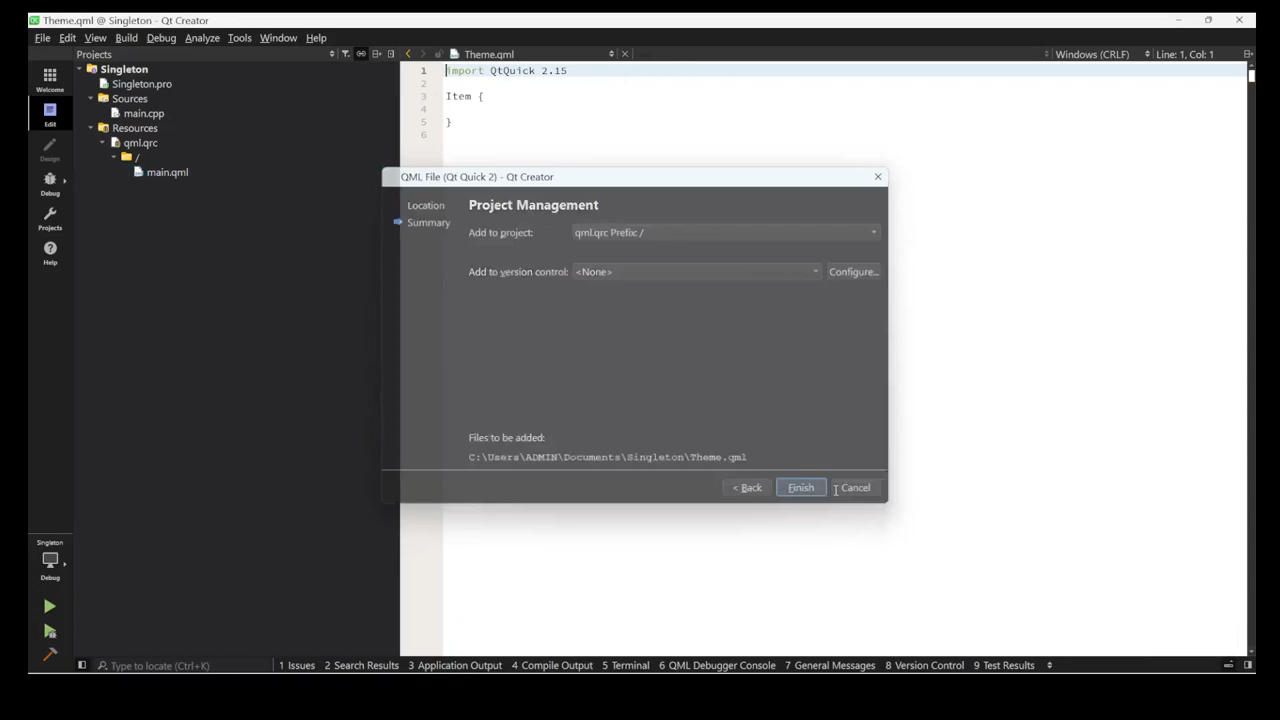 Theme.qml @ Singleton - Qt Creator
File Edit View Build Debug Analyze Tools Window Help
Projects
Theme.qml
Windows (CRLF)
Line: 1, Col: 1
Welcome
Edit
Design
Debug
Projects
Help
Singleton
Singleton.pro
Sources
main.cpp
Resources
qml.qrc
/
main.qml
1 import QtQuick 2.15
2
3 Item {
4
5 }
6
QML File (Qt Quick 2) - Qt Creator
Location
Summary
Project Management
Add to project: qml.qrc Prefix /
Add to version control: <None> Configure...
Files to be added:
C:\Users\ADMIN\Documents\Singleton\Theme.qml
< Back Finish Cancel
Singleton
Debug
Type to locate (Ctrl+K)
1 Issues 2 Search Results 3 Application Output 4 Compile Output 5 Terminal 6 QML Debugger Console 7 General Messages 8 Version Control 9 Test Results